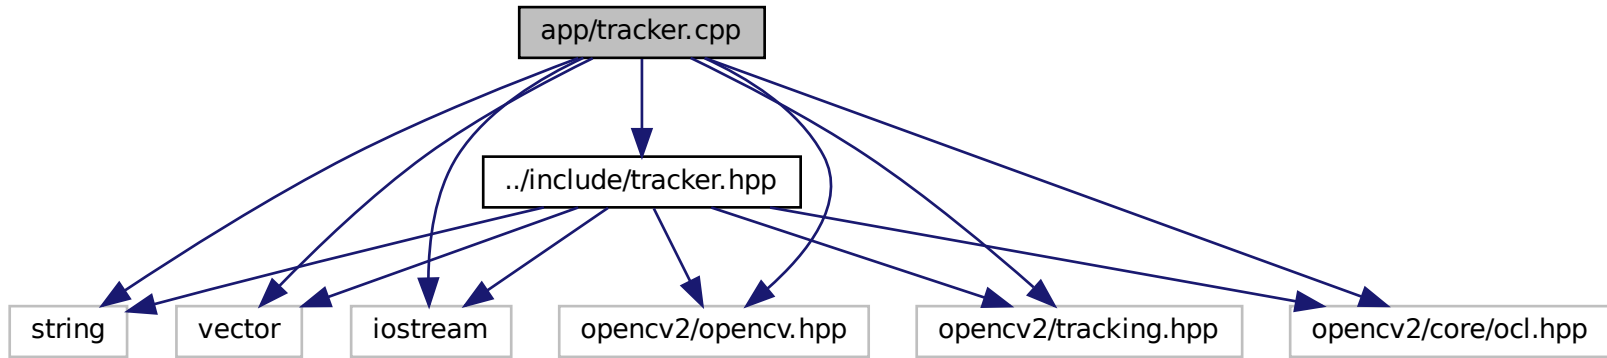 app/tracker.cpp
../include/tracker.hpp
string
vector
iostream
opencv2/opencv.hpp
opencv2/tracking.hpp
opencv2/core/ocl.hpp